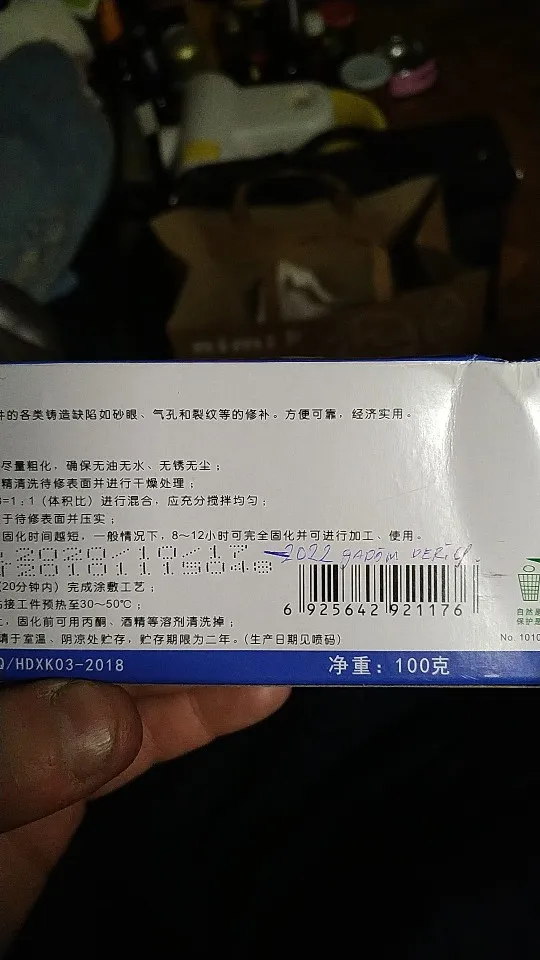 件的各类铸造缺陷如砂眼、气孔和裂纹等的修补。方便可靠，经济实用。
尽量粗化，确保无油无水、无锈无尘；
精清洗待修表面并进行干燥处理；
=1：1（体积比）进行混合，应充分搅拌均匀；
于待修表面并压实；
固化时间越短，一般情况下，8～12小时可完全固化并可进行加工、使用。
2020/10/17 2022
20分钟内）完成涂敷工艺；
接工件预热至30～50℃；
，固化前可用丙酮、酒精等溶剂清洗掉；
请于室温、阴凉处贮存，贮存期限为二年。（生产日期见喷码）
6 925642 921176
自然是
保护是
No 1010
Q/HDXK03-2018
净重：100克